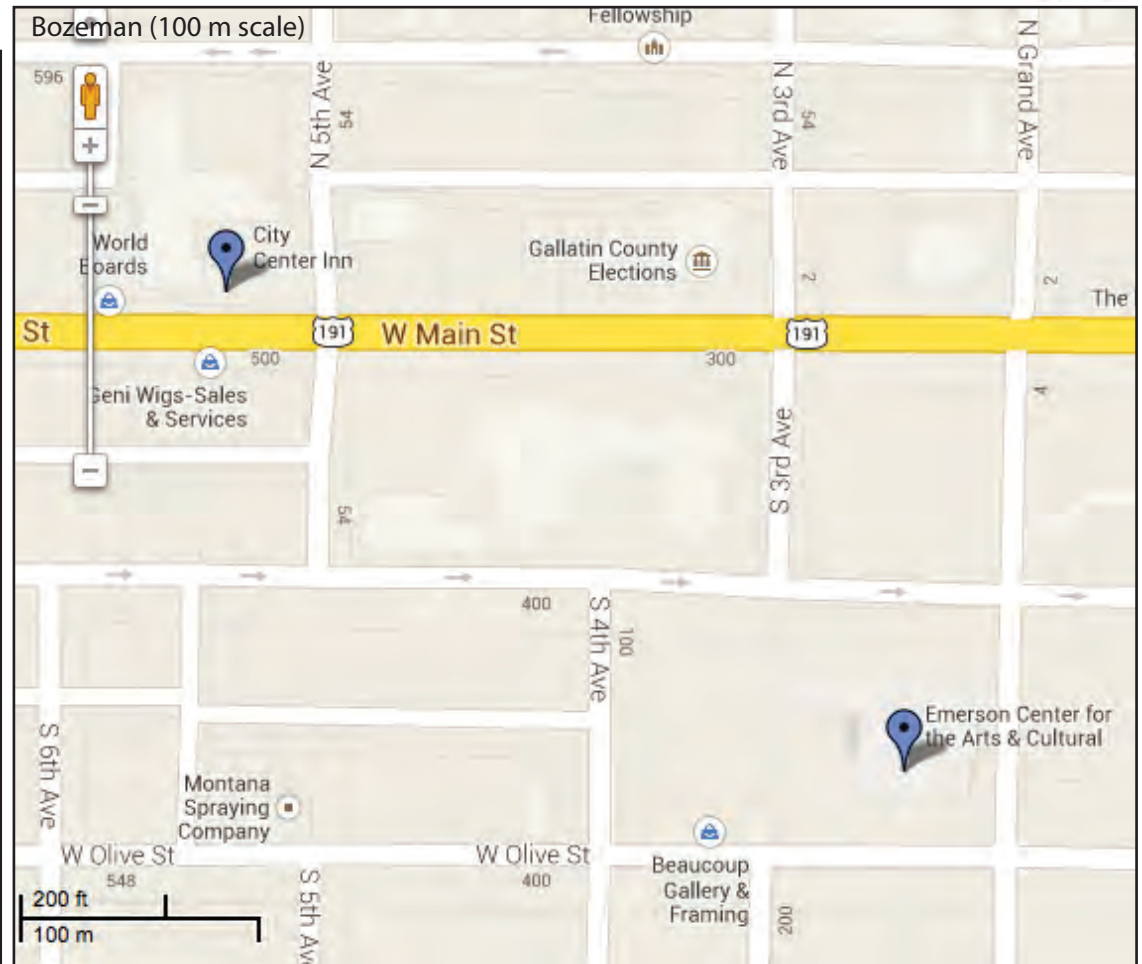 Bozeman (100 m scale)
Fellowship
596
N 5th Ave
54
N 3rd Ave
54
N Grand Ave
World
Boards
City
Center Inn
Gallatin County
Elections
2
2
The
St
191
W Main St
191
500
300
Geni Wigs-Sales
& Services
4
S 3rd Ave
54
400
S 4th Ave
100
Emerson Center for
the Arts & Cultural
S 6th Ave
Montana
Spraying
Company
W Olive St
W Olive St
548
400
Beaucoup
Gallery &
Framing
S 5th Av
200
200 ft
100 m